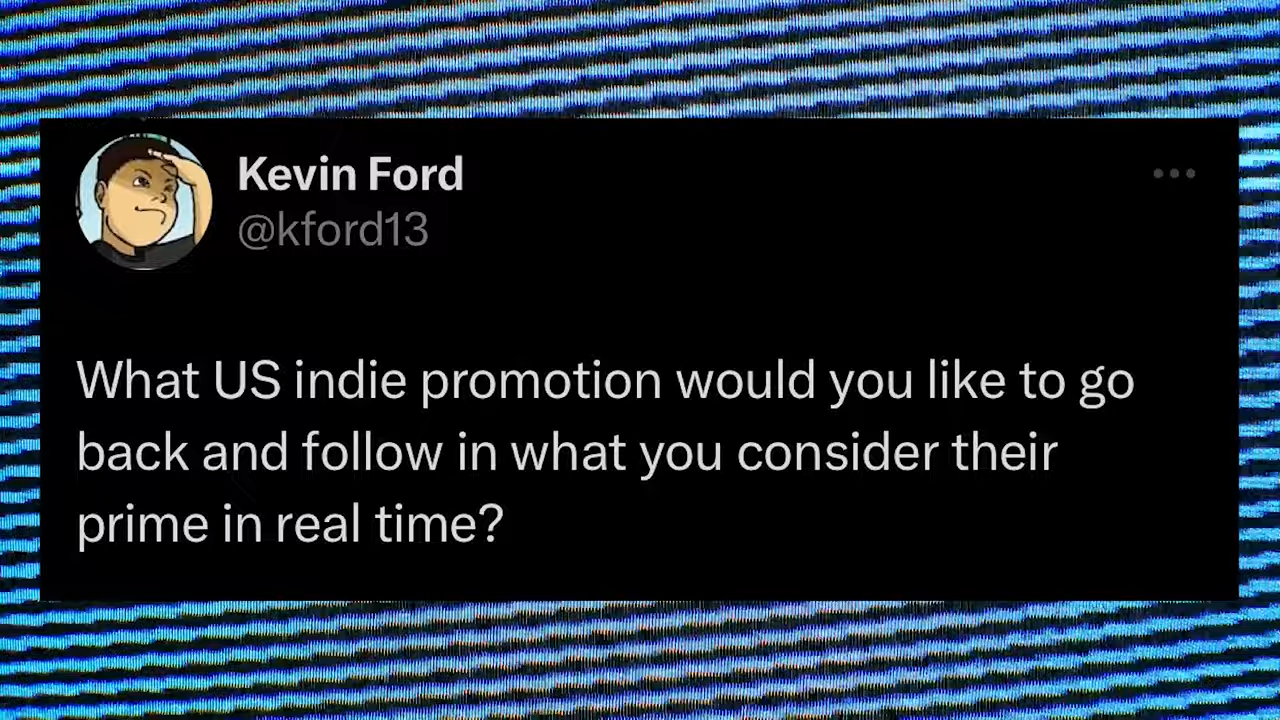 Kevin Ford
@kford13
What US indie promotion would you like to go
back and follow in what you consider their
prime in real time?